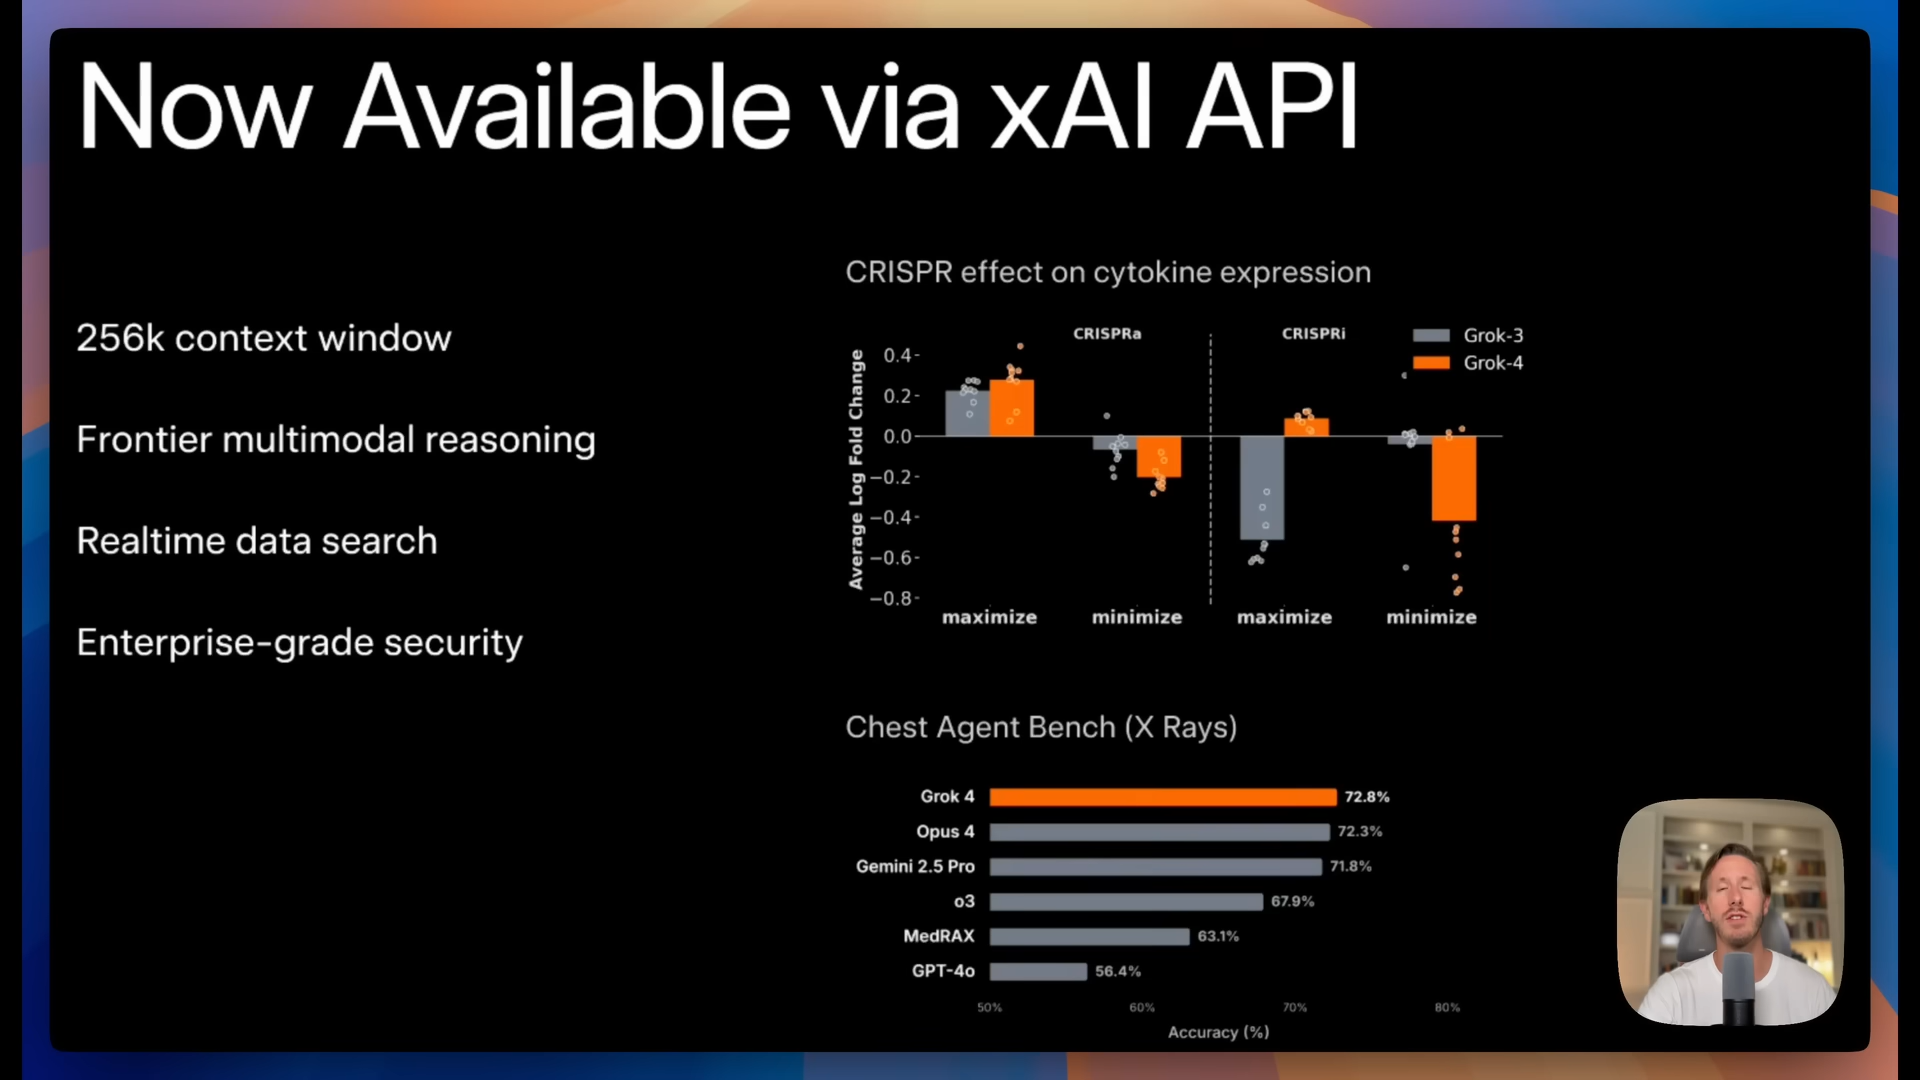 Now Available via xAI API
256k context window
Frontier multimodal reasoning
Realtime data search
Enterprise-grade security
CRISPR effect on cytokine expression
CRISPRa
CRISPRi
Grok-3
Grok-4
Average Log Fold Change
0.4
0.2
0.0
−0.2
−0.4
−0.6
−0.8
maximize
minimize
maximize
minimize
Chest Agent Bench (X Rays)
Grok 4 72.8%
Opus 4 72.3%
Gemini 2.5 Pro 71.8%
o3 67.9%
MedRAX 63.1%
GPT-4o 56.4%
50% 60% 70% 80%
Accuracy (%)